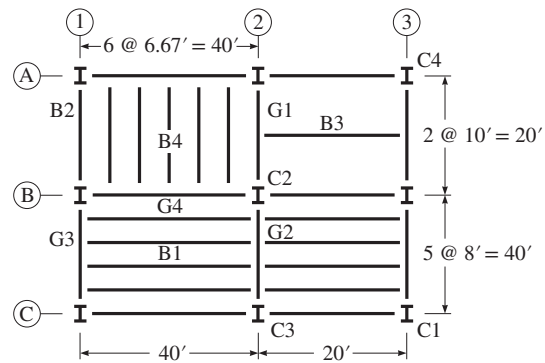 1 2 3
6 @ 6.67′ = 40′
A C4
B2 G1
B3
B4 2 @ 10′ = 20′
C2
B
G4
G3 G2
B1 5 @ 8′ = 40′
C
C3 C1
40′ 20′